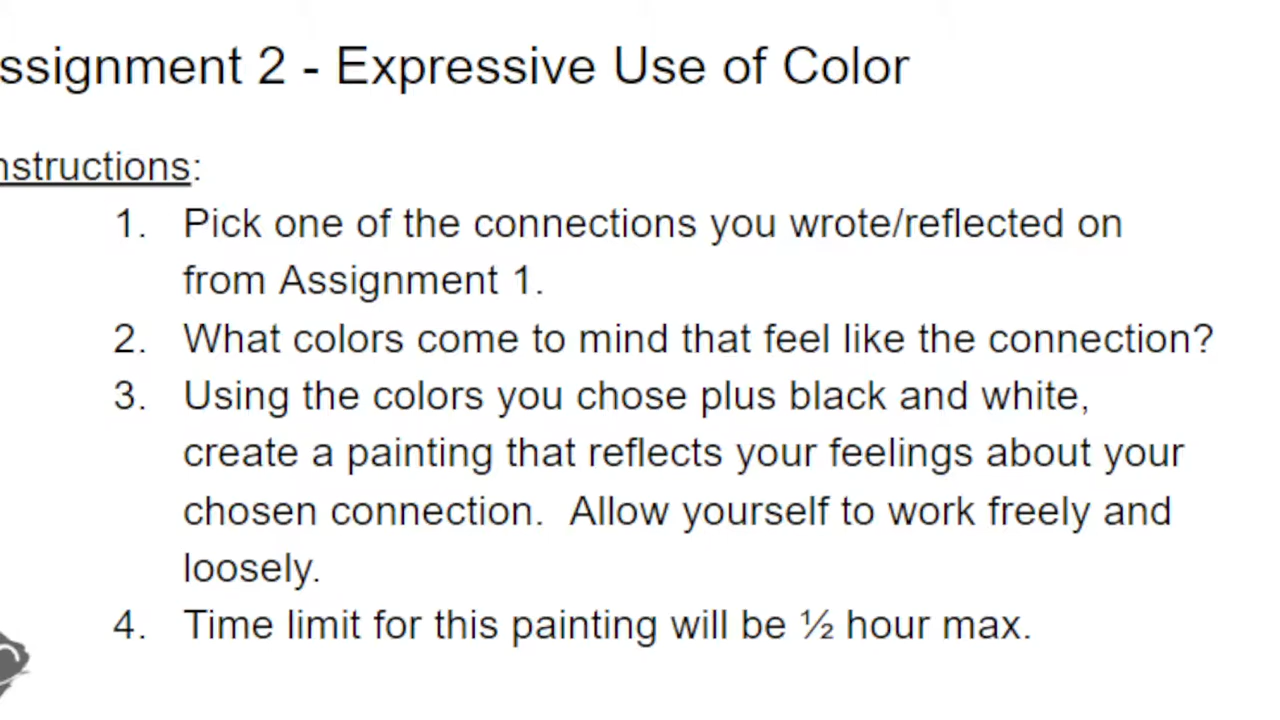 ssignment 2 - Expressive Use of Color
nstructions:
1. Pick one of the connections you wrote/reflected on
from Assignment 1.
2. What colors come to mind that feel like the connection?
3. Using the colors you chose plus black and white,
create a painting that reflects your feelings about your
chosen connection.  Allow yourself to work freely and
loosely.
4. Time limit for this painting will be ½ hour max.